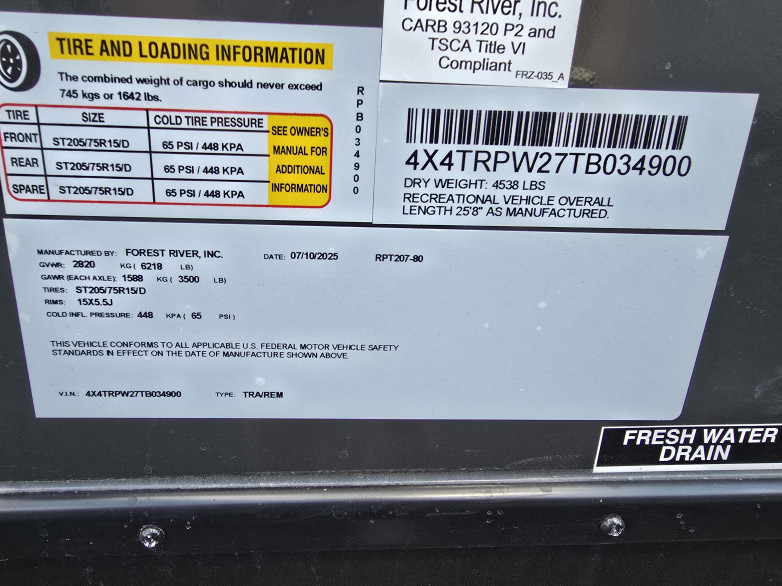 TIRE AND LOADING INFORMATION
The combined weight of cargo should never exceed
745 kgs or 1642 lbs.
TIRE SIZE COLD TIRE PRESSURE
FRONT ST205/75R15/D 65 PSI / 448 KPA
REAR ST205/75R15/D 65 PSI / 448 KPA
SPARE ST205/75R15/D 65 PSI / 448 KPA
SEE OWNER'S
MANUAL FOR
ADDITIONAL
INFORMATION
RPB034900
Forest River, Inc.
CARB 93120 P2 and
TSCA Title VI
Compliant
FRZ-035_A
4X4TRPW27TB034900
DRY WEIGHT: 4538 LBS
RECREATIONAL VEHICLE OVERALL
LENGTH 25'8" AS MANUFACTURED.
MANUFACTURED BY: FOREST RIVER, INC. DATE: 07/10/2025 RPT207-80
GVWR: 2820 KG ( 6218 LB)
GAWR (EACH AXLE): 1588 KG ( 3500 LB)
TIRES: ST205/75R15/D
RIMS: 15X5.5J
COLD INFL. PRESSURE: 448 KPA ( 65 PSI )
THIS VEHICLE CONFORMS TO ALL APPLICABLE U.S. FEDERAL MOTOR VEHICLE SAFETY
STANDARDS IN EFFECT ON THE DATE OF MANUFACTURE SHOWN ABOVE.
V.I.N.: 4X4TRPW27TB034900 TYPE: TRA/REM
FRESH WATER
DRAIN